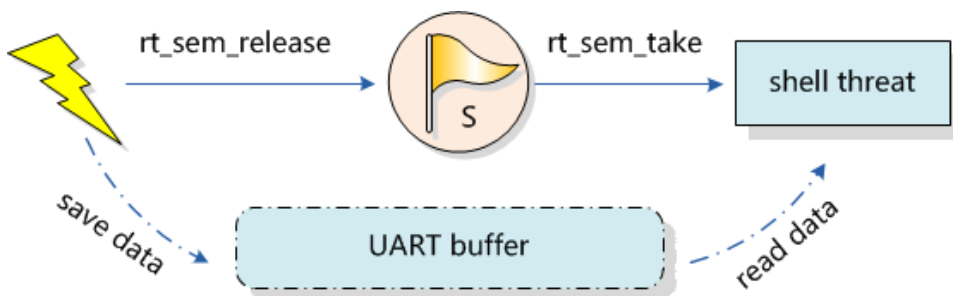 rt_sem_release
rt_sem_take
S
shell threat
save data
UART buffer
read data